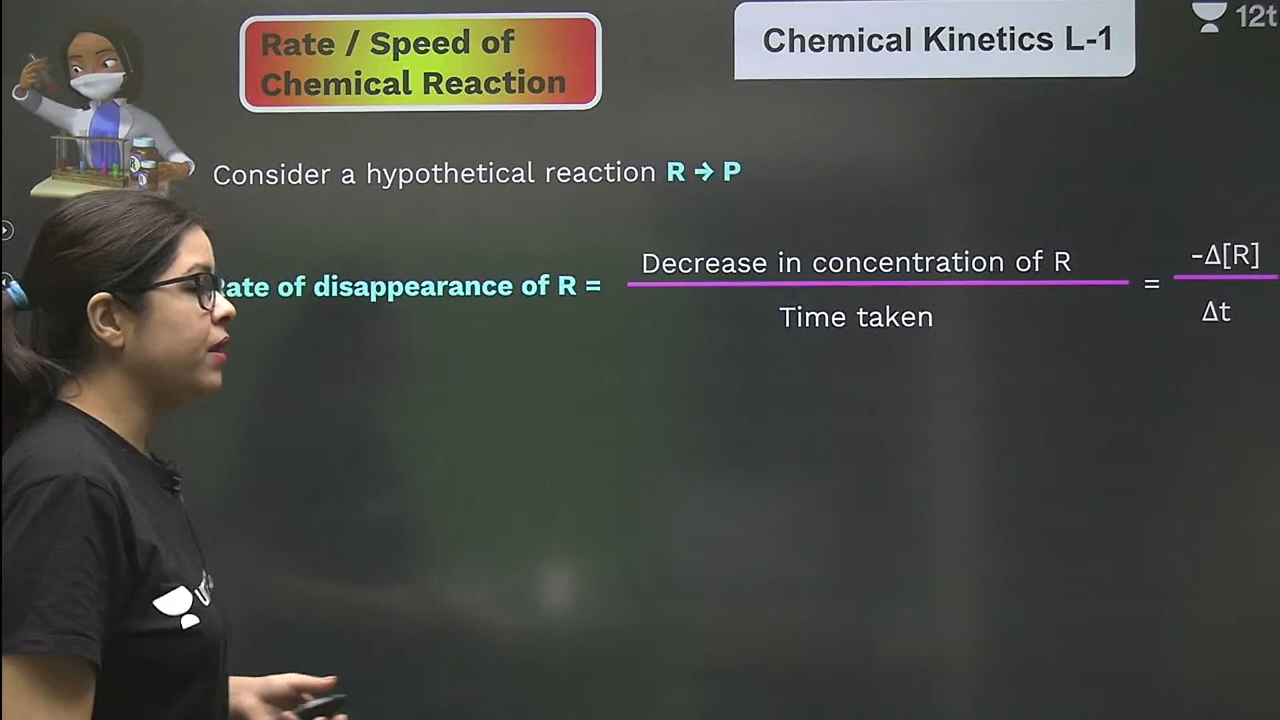 Rate / Speed of
Chemical Reaction
Chemical Kinetics L-1
12t
Consider a hypothetical reaction R → P
ate of disappearance of R =
Decrease in concentration of R
Time taken
=
-Δ[R]
Δt